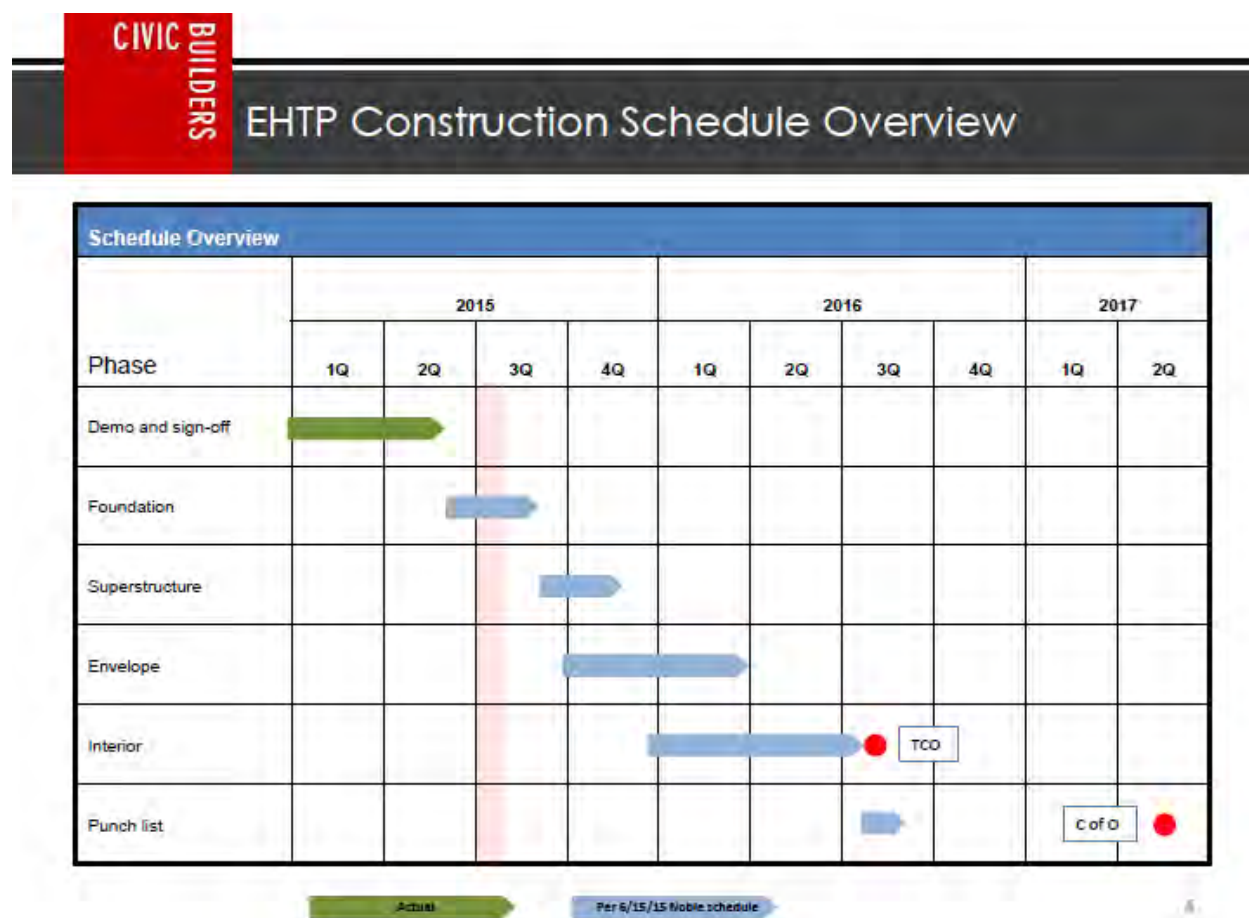 CIVIC
BUILDERS
EHTP Construction Schedule Overview
Schedule Overview
2015 2016 2017
Phase 1Q 2Q 3Q 4Q 1Q 2Q 3Q 4Q 1Q 2Q
Demo and sign-off
Foundation
Superstructure
Envelope
Interior TCO
Punch list C of O
Actual Per 6/15/15 Noble schedule